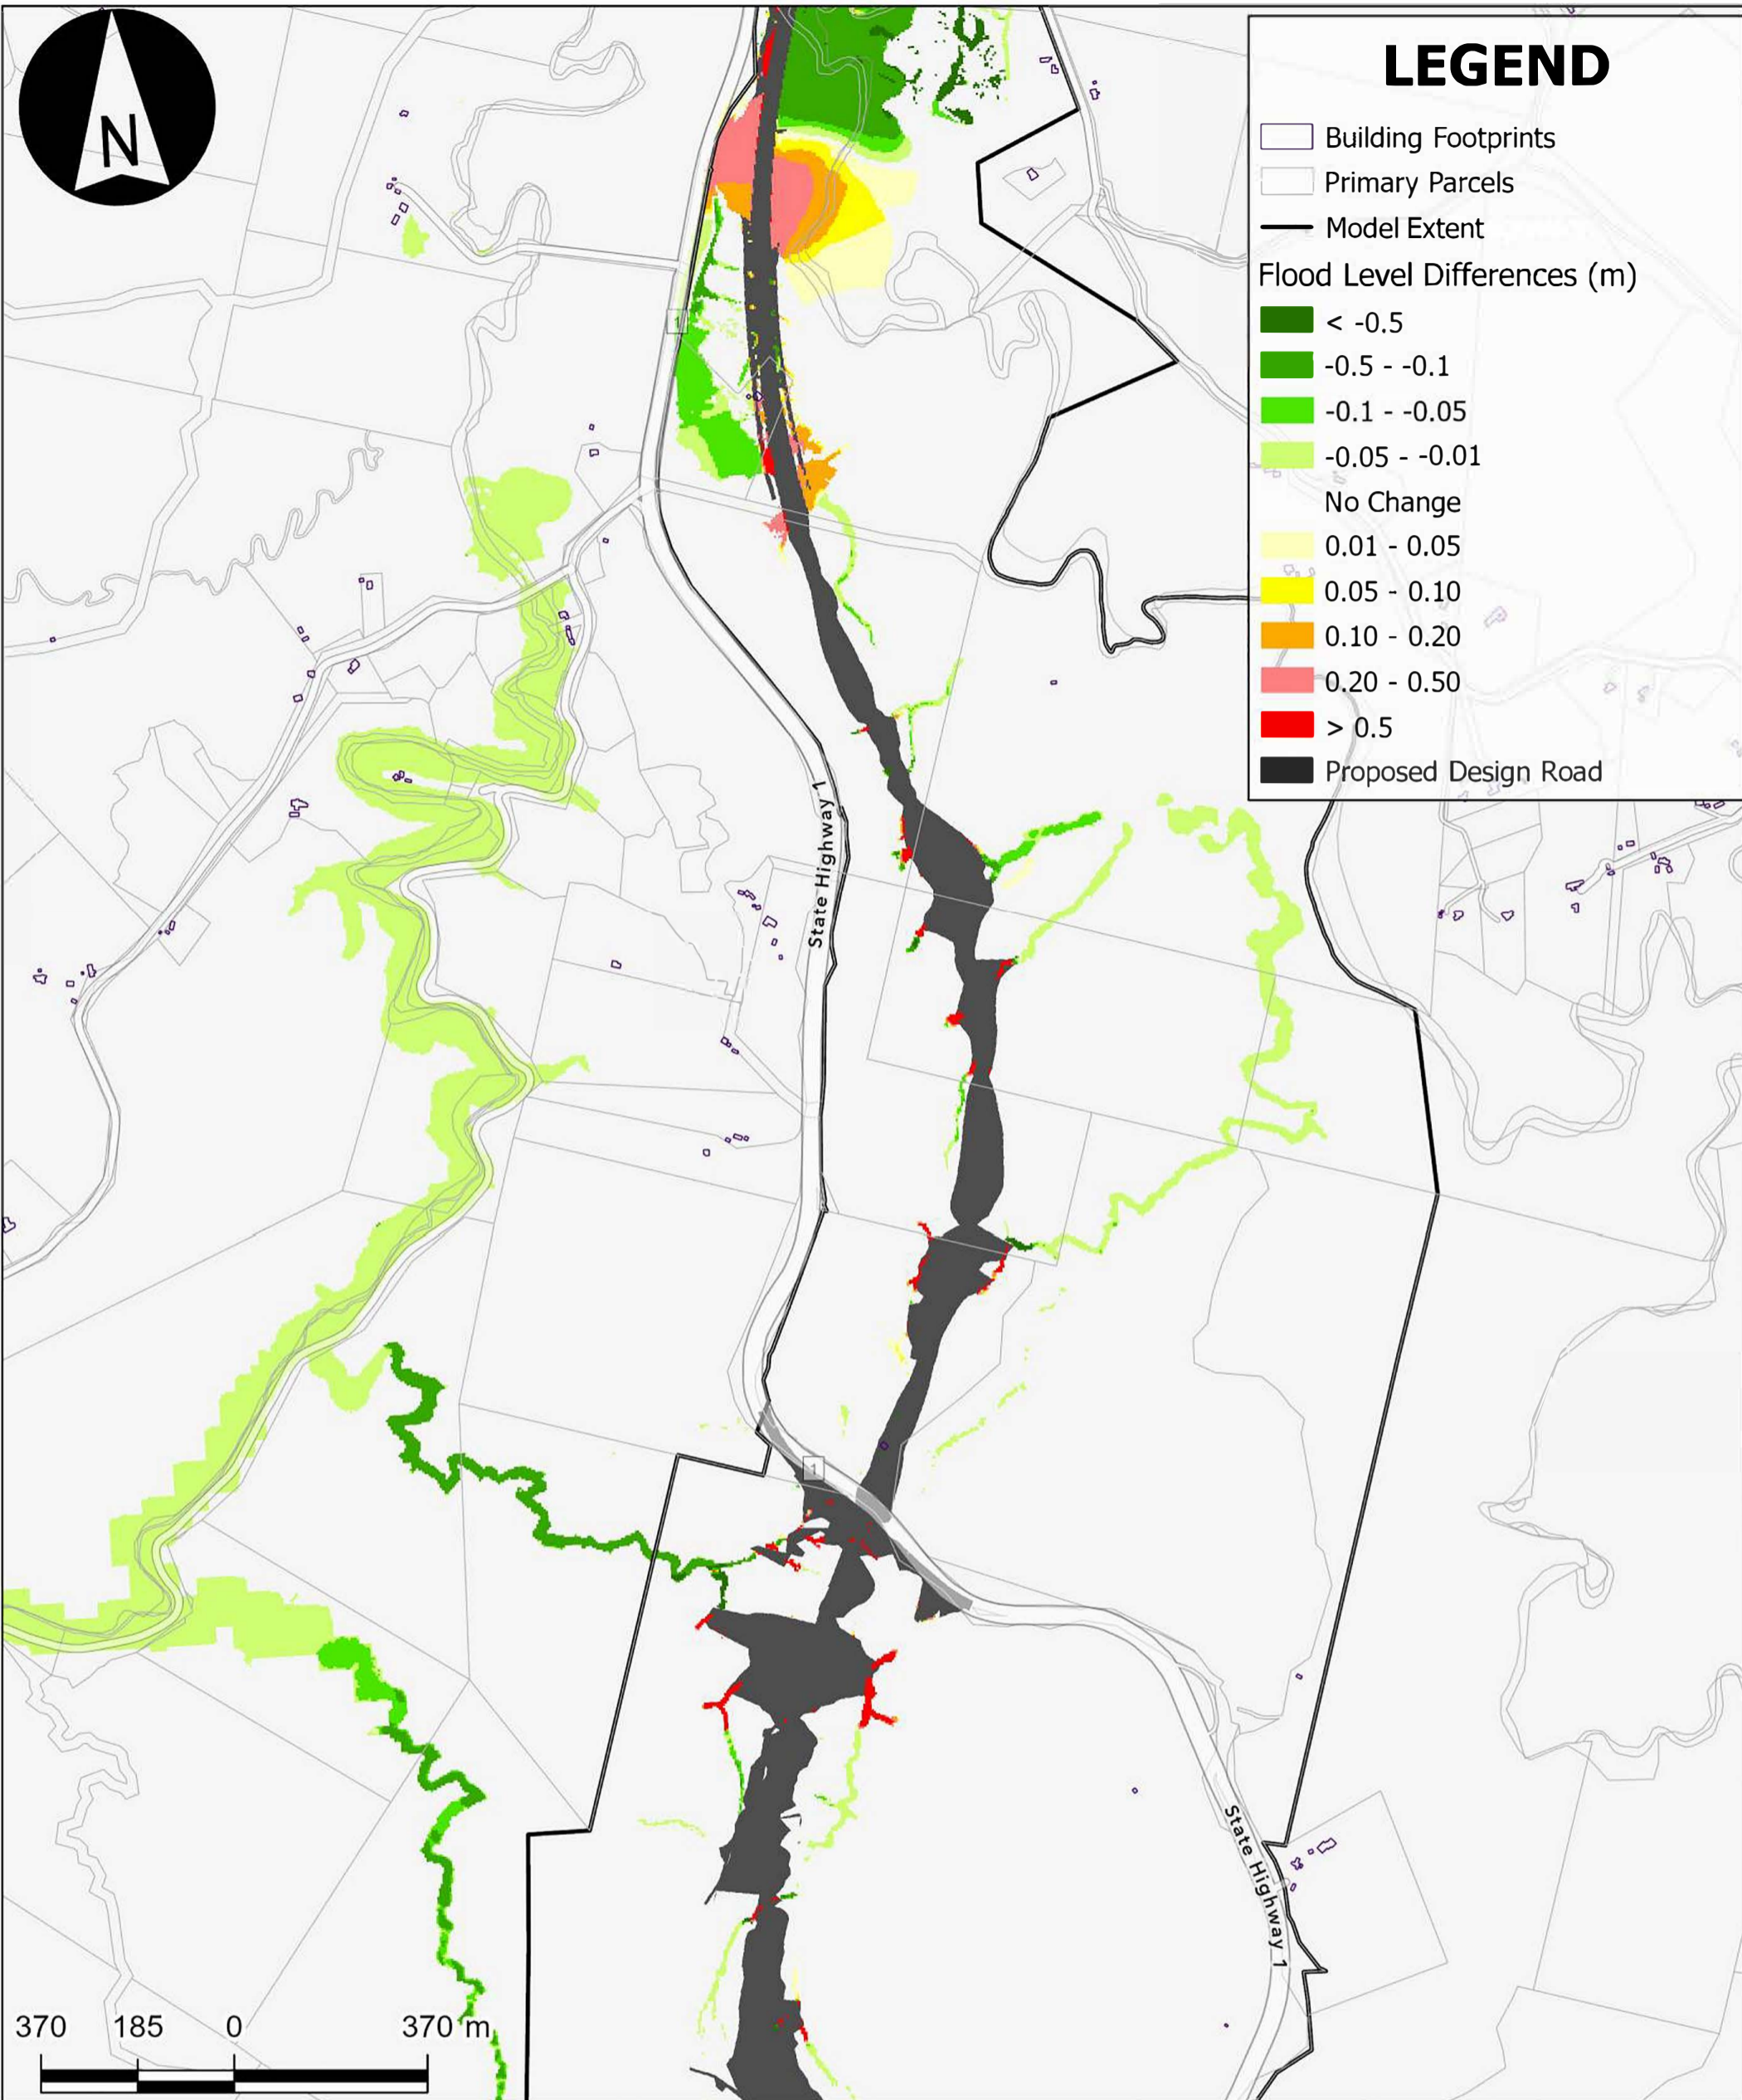 N
LEGEND
Building Footprints
Primary Parcels
Model Extent
Flood Level Differences (m)
< -0.5
-0.5 - -0.1
-0.1 - -0.05
-0.05 - -0.01
No Change
0.01 - 0.05
0.05 - 0.10
0.10 - 0.20
0.20 - 0.50
> 0.5
Proposed Design Road
1
State Highway 1
1
State Highway 1
370 185 0 370 m